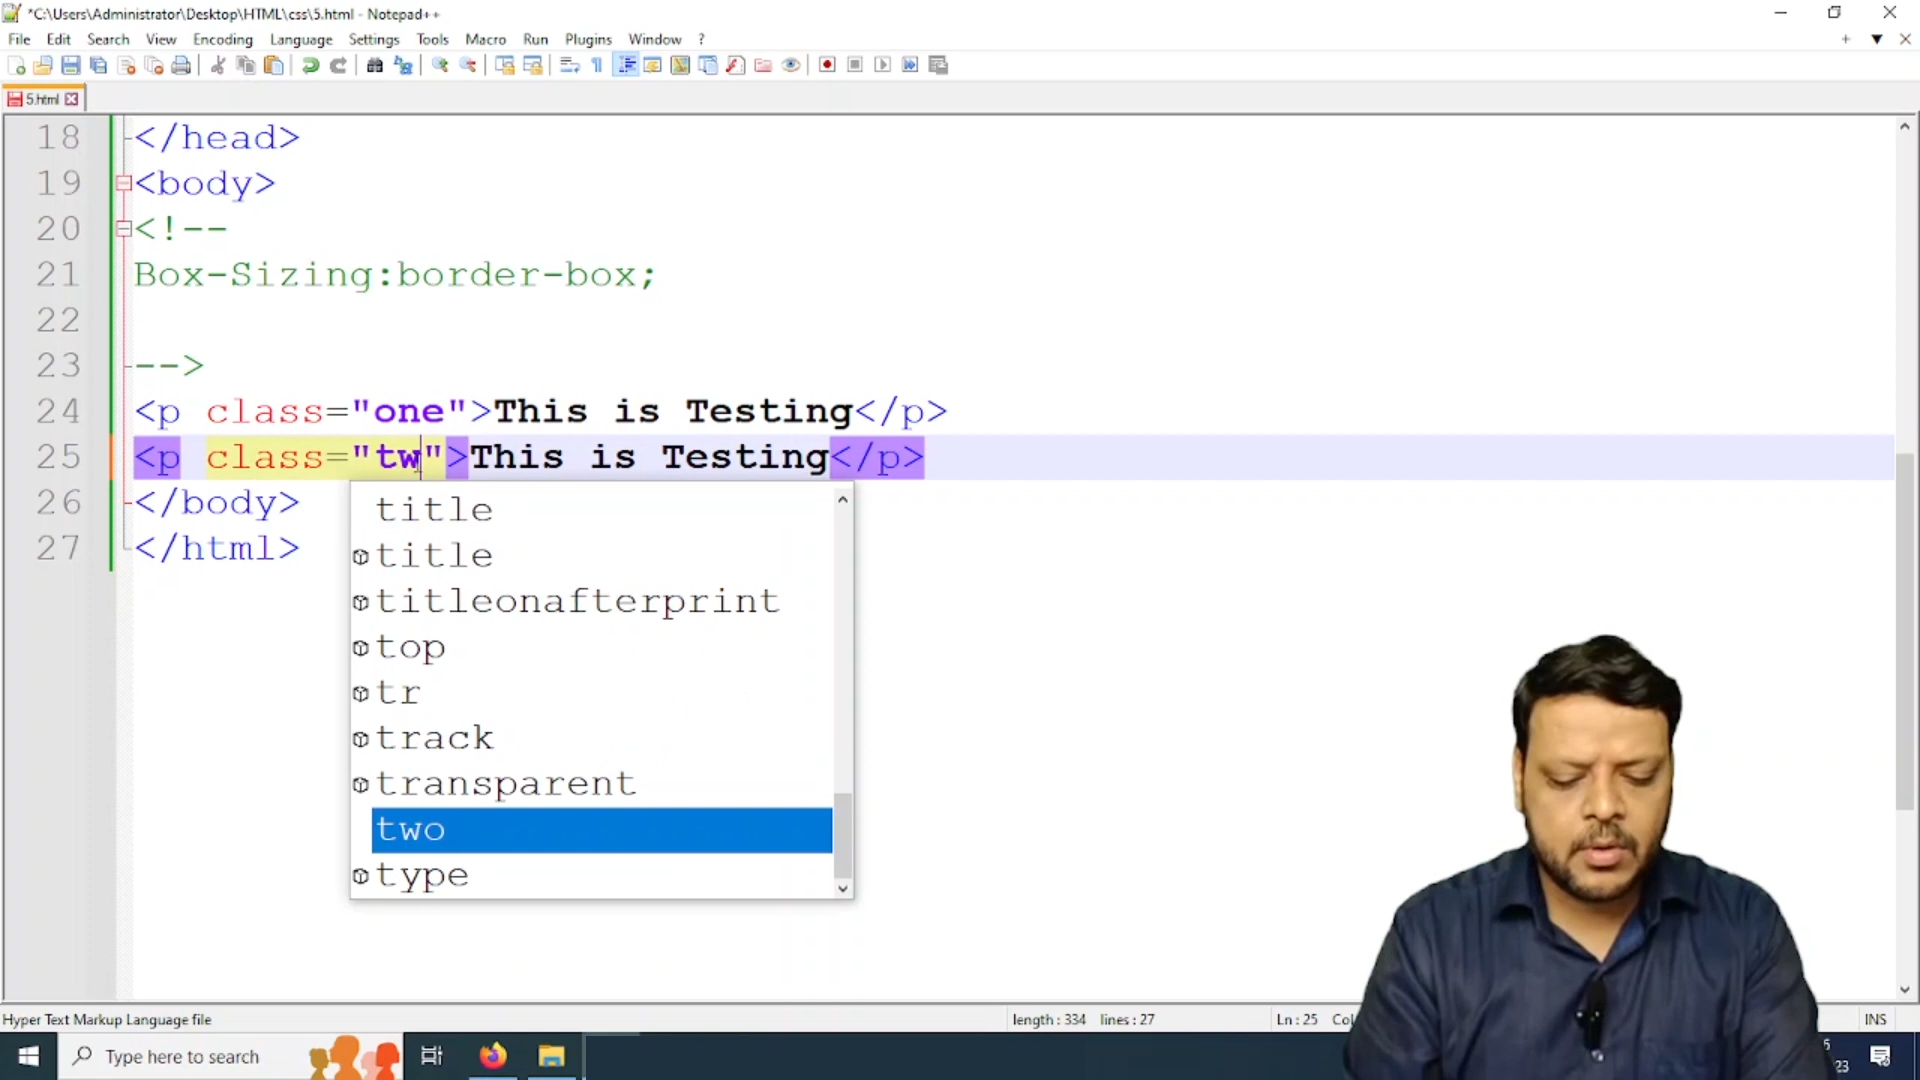 *C:\Users\Administrator\Desktop\HTML\css\5.html - Notepad++
File Edit Search View Encoding Language Settings Tools Macro Run Plugins Window ?
5.html
18 </head>
19 <body>
20 <!--
21 Box-Sizing:border-box;
22
23 -->
24 <p class="one">This is Testing</p>
25 <p class="tw">This is Testing</p>
26 </body>
27 </html>
title
title
titleonafterprint
top
tr
track
transparent
two
type
Hyper Text Markup Language file length : 334 lines : 27 Ln : 25 INS
Type here to search